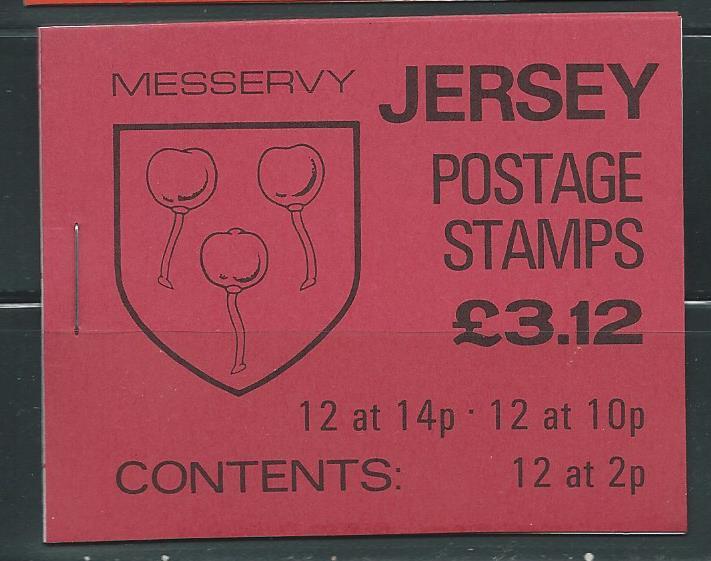 MESSERVY
JERSEY
POSTAGE
STAMPS
£3.12
12 at 14p · 12 at 10p
CONTENTS: 12 at 2p